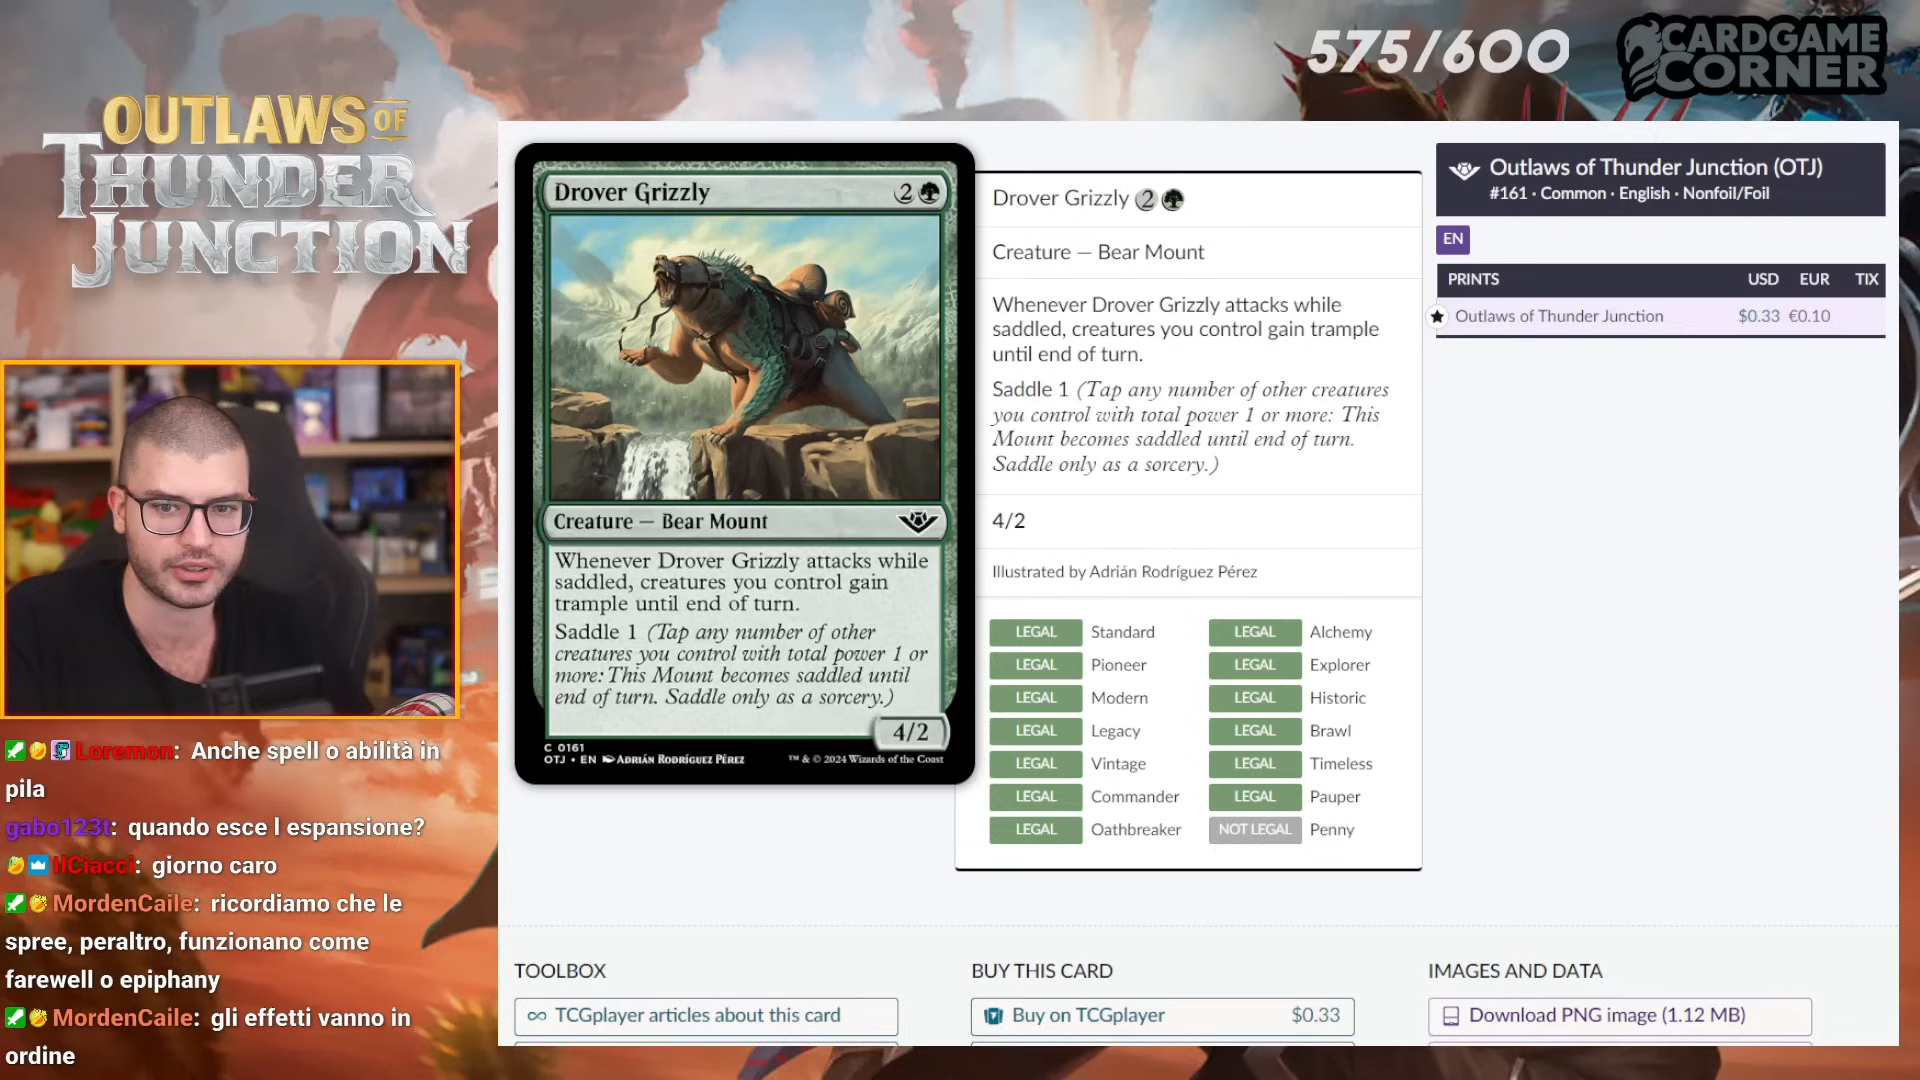 575/600
CARDGAME
CORNER
OUTLAWS OF
THUNDER
JUNCTION
Drover Grizzly 2
Creature — Bear Mount
Whenever Drover Grizzly attacks while
saddled, creatures you control gain
trample until end of turn.
Saddle 1 (Tap any number of other
creatures you control with total power 1 or
more: This Mount becomes saddled until
end of turn. Saddle only as a sorcery.)
4/2
C 0161
OTJ • EN ADRIÁN RODRÍGUEZ PÉREZ
™ & © 2024 Wizards of the Coast
Drover Grizzly 2
Creature — Bear Mount
Whenever Drover Grizzly attacks while
saddled, creatures you control gain trample
until end of turn.
Saddle 1 (Tap any number of other creatures
you control with total power 1 or more: This
Mount becomes saddled until end of turn.
Saddle only as a sorcery.)
4/2
Illustrated by Adrián Rodríguez Pérez
LEGAL Standard LEGAL Alchemy
LEGAL Pioneer LEGAL Explorer
LEGAL Modern LEGAL Historic
LEGAL Legacy LEGAL Brawl
LEGAL Vintage LEGAL Timeless
LEGAL Commander LEGAL Pauper
LEGAL Oathbreaker NOT LEGAL Penny
Outlaws of Thunder Junction (OTJ)
#161 · Common · English · Nonfoil/Foil
EN
PRINTS USD EUR TIX
Outlaws of Thunder Junction $0.33 €0.10
Loremon: Anche spell o abilità in
pila
gabo123t: quando esce l espansione?
IlCiacci: giorno caro
MordenCaile: ricordiamo che le
spree, peraltro, funzionano come
farewell o epiphany
MordenCaile: gli effetti vanno in
ordine
TOOLBOX
TCGplayer articles about this card
BUY THIS CARD
Buy on TCGplayer $0.33
IMAGES AND DATA
Download PNG image (1.12 MB)